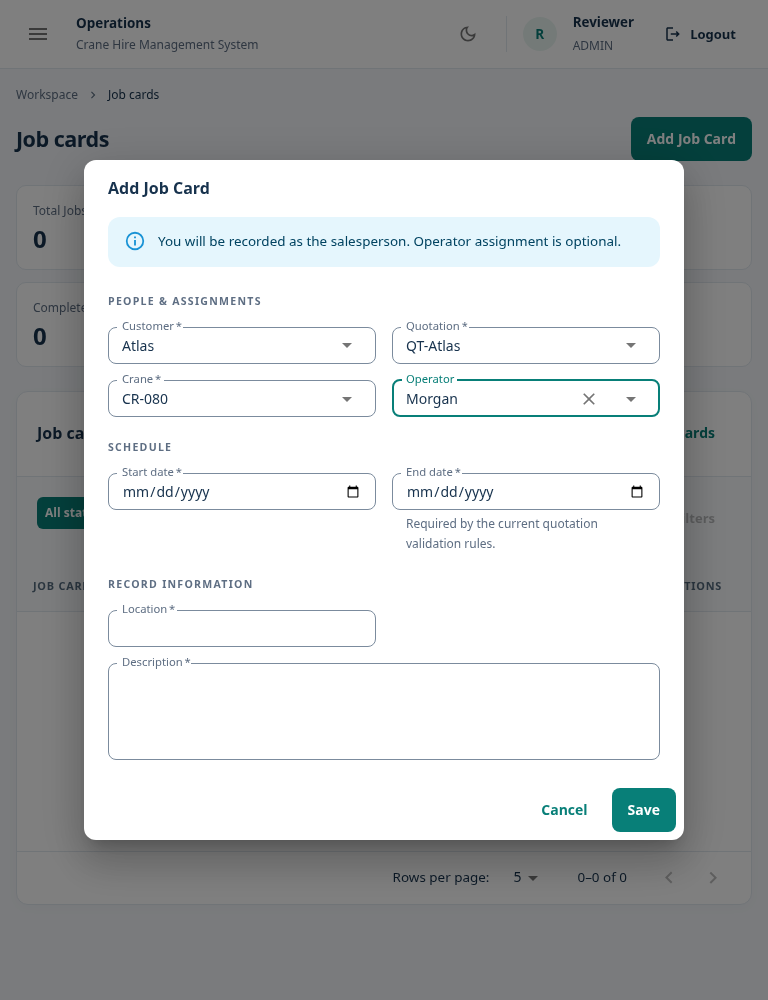 Operations
Crane Hire Management System
R
Reviewer
ADMIN
Logout
Workspace
Job cards
Job cards
Add Job Card
Total Jobs
0
Complete
0
Job ca
ards
All stat
lters
JOB CAR
TIONS
Add Job Card
You will be recorded as the salesperson. Operator assignment is optional.
PEOPLE & ASSIGNMENTS
Customer *
Atlas
Quotation *
QT-Atlas
Crane *
CR-080
Operator
Morgan
SCHEDULE
Start date *
mm/dd/yyyy
End date *
mm/dd/yyyy
Required by the current quotation
validation rules.
RECORD INFORMATION
Location *
Description *
Cancel
Save
Rows per page:
5
0–0 of 0